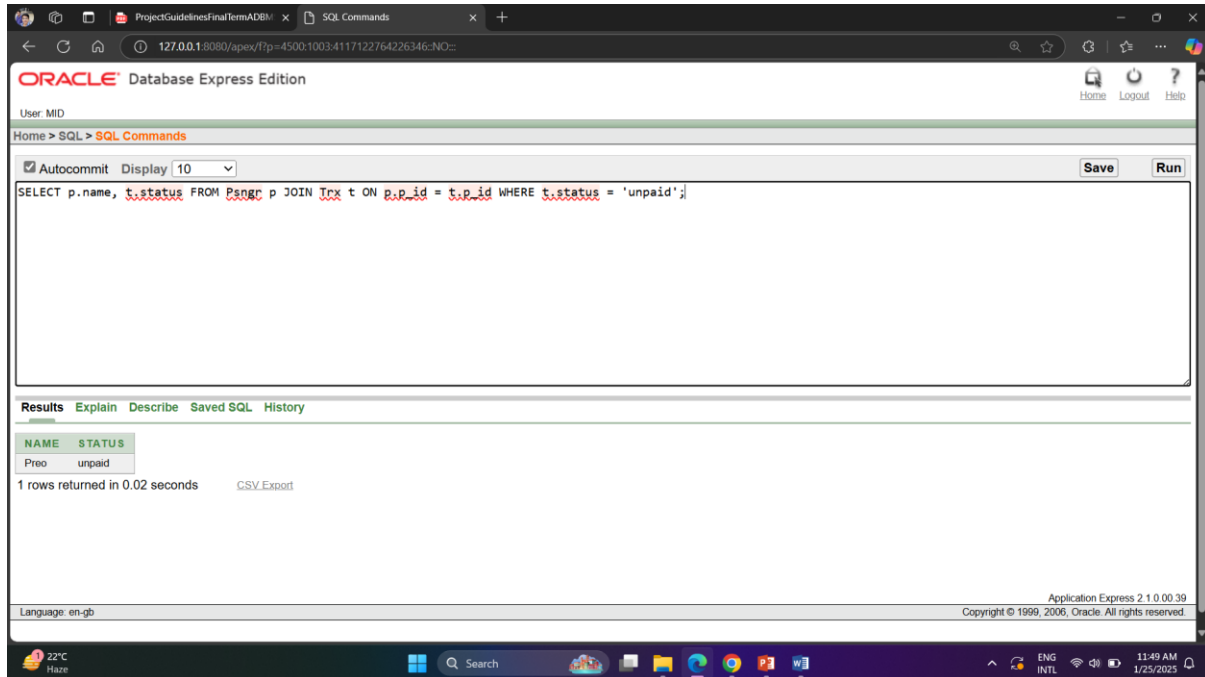 ProjectGuidelinesFinalTermADBM
SQL Commands
127.0.0.1:8080/apex/f?p=4500:1003:4117122764226346::NO:::
ORACLE Database Express Edition
Home Logout Help
User: MID
Home > SQL > SQL Commands
Autocommit Display 10
Save Run
SELECT p.name, t.status FROM Psngr p JOIN Trx t ON p.p_id = t.p_id WHERE t.status = 'unpaid';
Results Explain Describe Saved SQL History
NAME STATUS
Preo unpaid
1 rows returned in 0.02 seconds CSV Export
Application Express 2.1.0.00.39
Language: en-gb Copyright © 1999, 2006, Oracle. All rights reserved.
1
22°C
Haze
Search
ENG
INTL
11:49 AM
1/25/2025